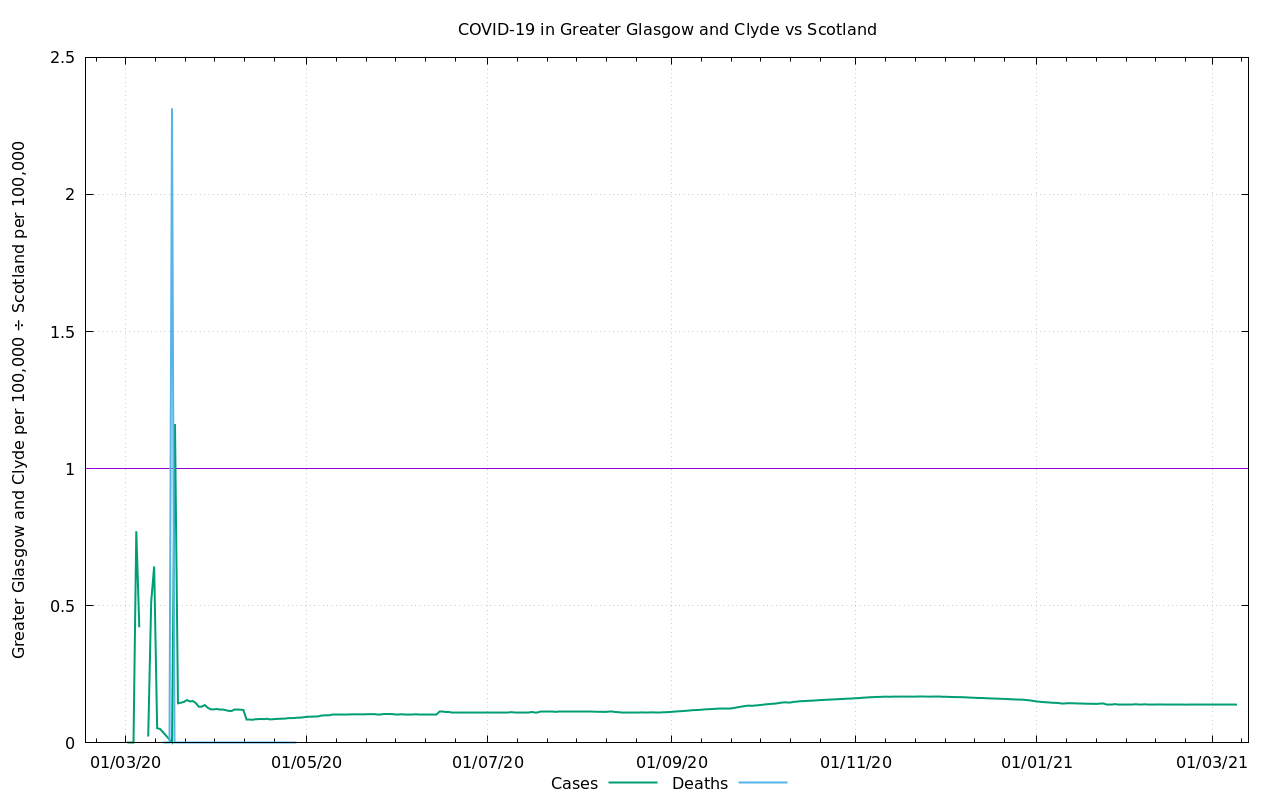 COVID-19 in Greater Glasgow and Clyde vs Scotland
Greater Glasgow and Clyde per 100,000 ÷ Scotland per 100,000
2.5
2
1.5
1
0.5
0
01/03/20 01/05/20 01/07/20 01/09/20 01/11/20 01/01/21 01/03/21
Cases Deaths